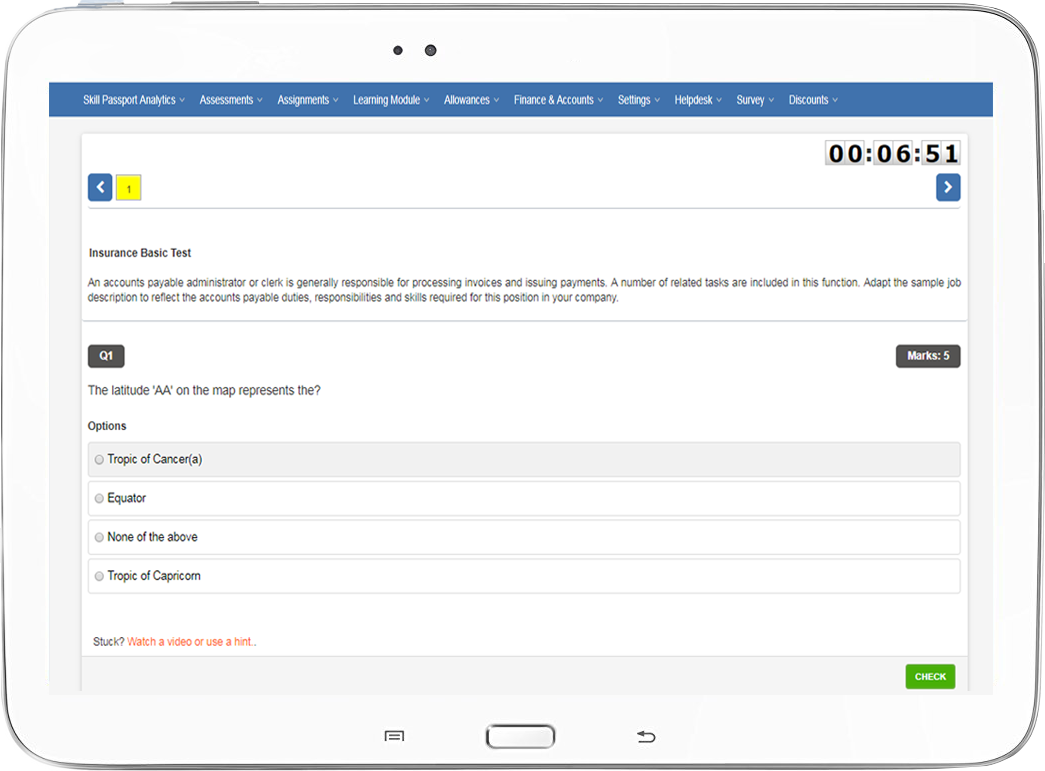 Skill Passport Analytics Assessments Assignments Learning Module Allowances Finance & Accounts Settings Helpdesk Survey Discounts
00:06:51
1
Insurance Basic Test
An accounts payable administrator or clerk is generally responsible for processing invoices and issuing payments. A number of related tasks are included in this function. Adapt the sample job
description to reflect the accounts payable duties, responsibilities and skills required for this position in your company.
Q1 Marks: 5
The latitude 'AA' on the map represents the?
Options
Tropic of Cancer(a)
Equator
None of the above
Tropic of Capricorn
Stuck? Watch a video or use a hint..
CHECK